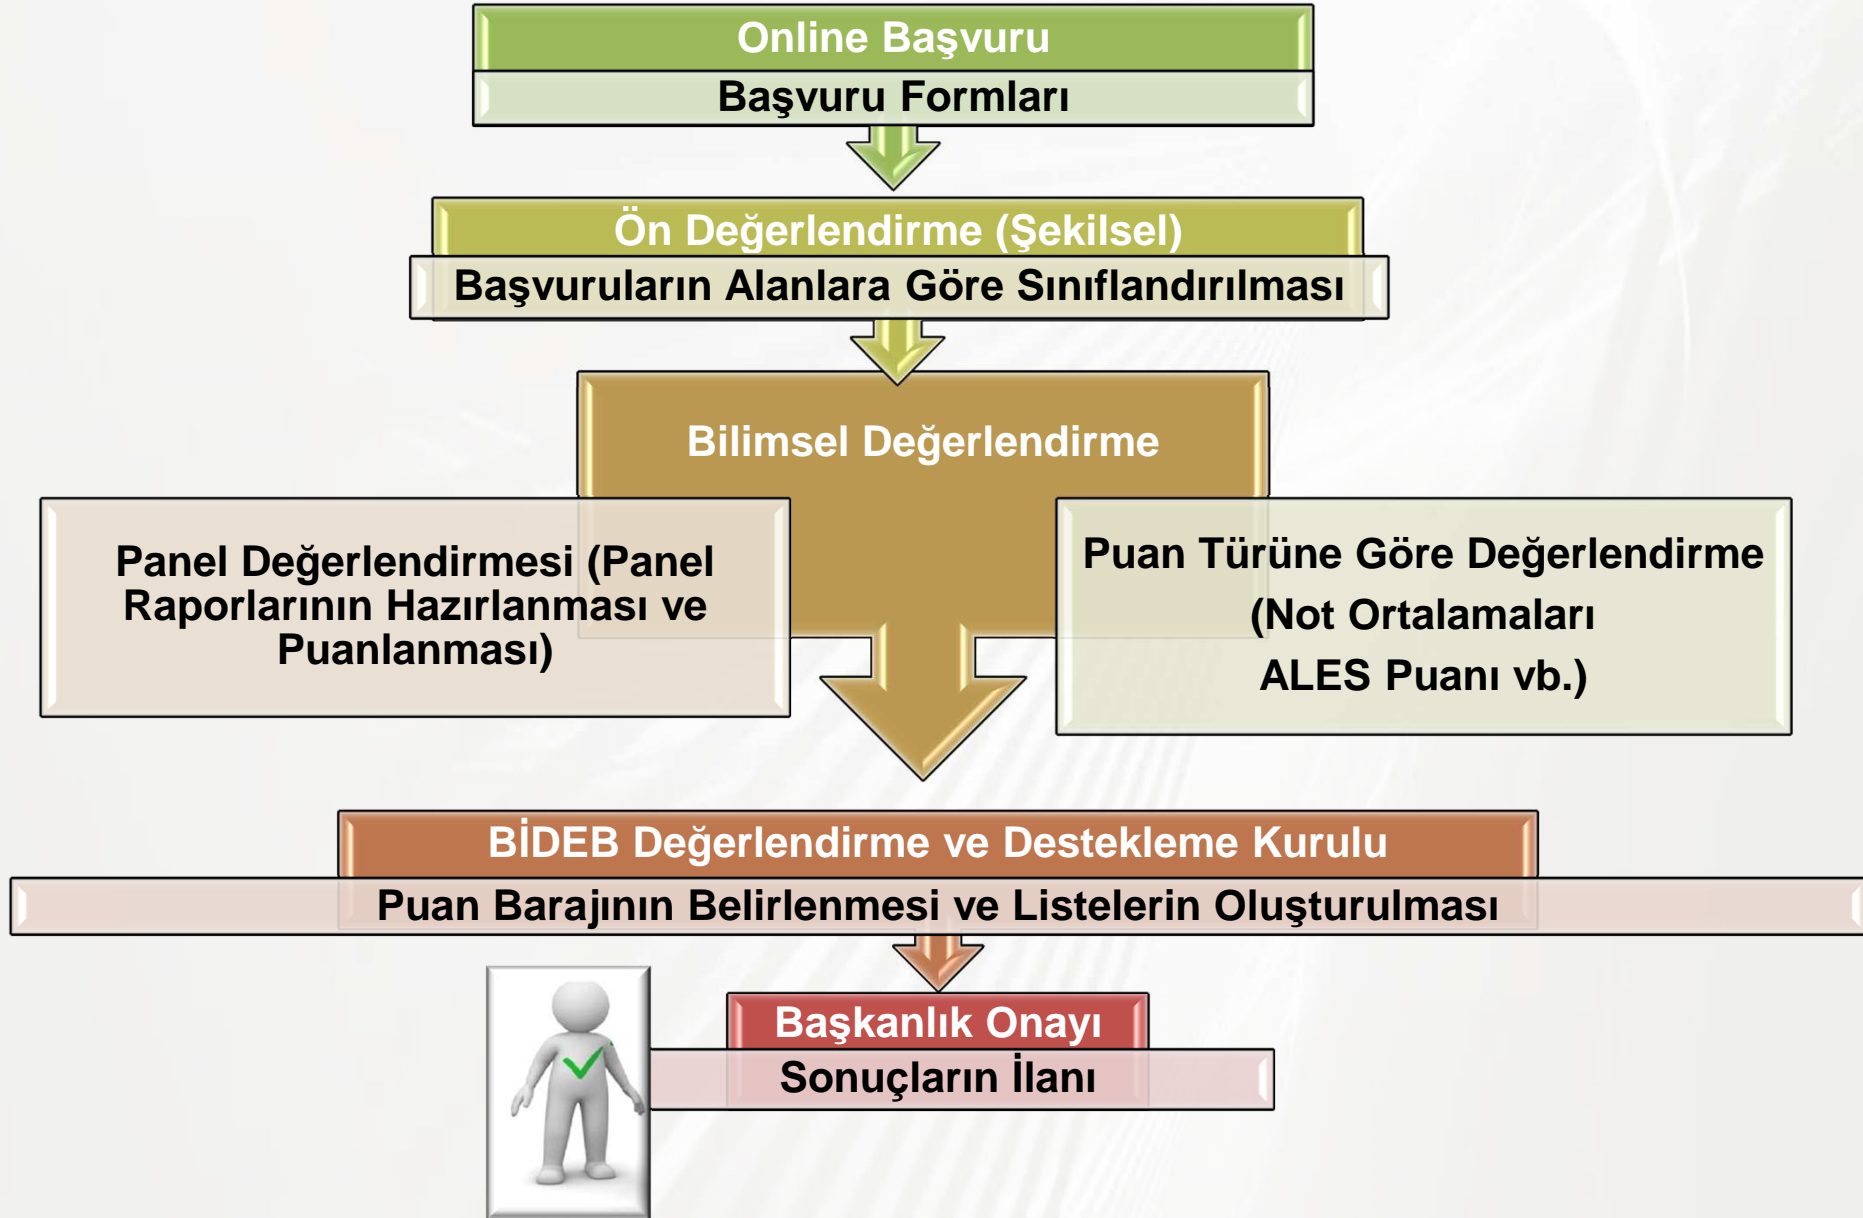 Online Başvuru
Başvuru Formları
Ön Değerlendirme (Şekilsel)
Başvuruların Alanlara Göre Sınıflandırılması
Bilimsel Değerlendirme
Panel Değerlendirmesi (Panel
Raporlarının Hazırlanması ve
Puanlanması)
Puan Türüne Göre Değerlendirme
(Not Ortalamaları
ALES Puanı vb.)
BİDEB Değerlendirme ve Destekleme Kurulu
Puan Barajının Belirlenmesi ve Listelerin Oluşturulması
Başkanlık Onayı
Sonuçların İlanı